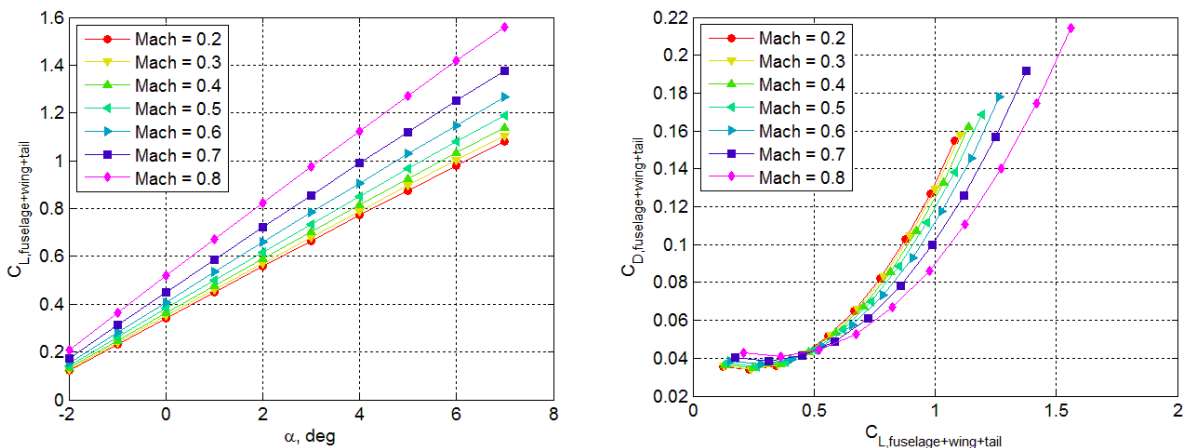 1.6
1.4
1.2
1
0.8
0.6
0.4
0.2
0
-2
0
2
4
6
8
α, deg
C_L,fuselage+wing+tail
Mach = 0.2
Mach = 0.3
Mach = 0.4
Mach = 0.5
Mach = 0.6
Mach = 0.7
Mach = 0.8
0.22
0.2
0.18
0.16
0.14
0.12
0.1
0.08
0.06
0.04
0.02
0
0.5
1
1.5
2
C_L,fuselage+wing+tail
C_D,fuselage+wing+tail
Mach = 0.2
Mach = 0.3
Mach = 0.4
Mach = 0.5
Mach = 0.6
Mach = 0.7
Mach = 0.8